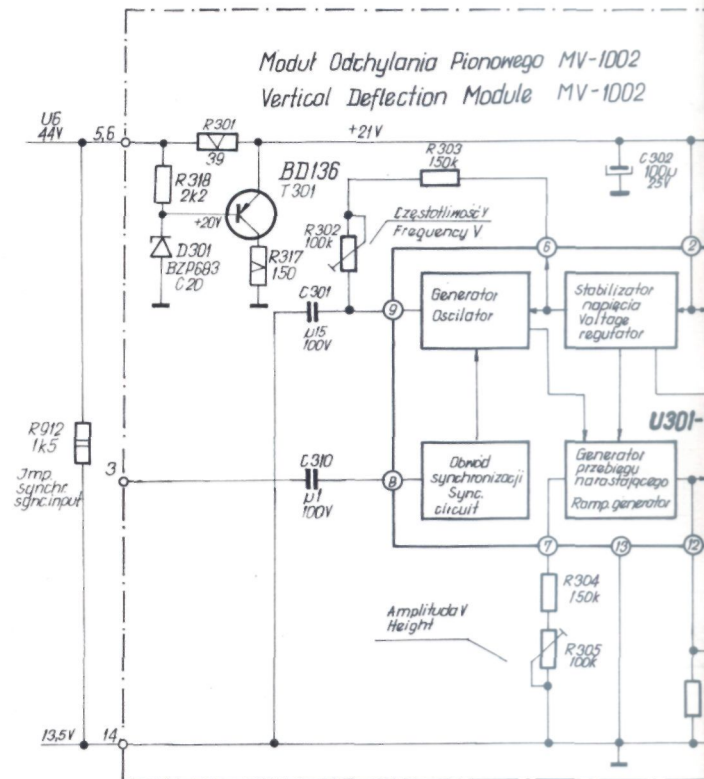 Moduł Odchylania Pionowego MV-1002
Vertical Deflection Module MV-1002
U6
44V
5,6
R301
39
+21V
R303
150k
C302
100µ
25V
R318
2k2
BD136
T301
+20V
R302
100k
Częstotliwość V
Frequency V.
D301
BZP683
C20
R317
150
6
2
C301
µ15
100V
9
Generator
Oscilator
Stabilizator
napięcia
Voltage
regulator
U301-
R912
1k5
3
Imp.
synchr.
sync.input
C310
µ1
100V
8
Obwód
synchronizacji
Sync.
circuit
Generator
przebiegu
narastającego
Ramp. generator
7
13
12
R304
150k
Amplituda V
Height
R305
100k
13,5V
14